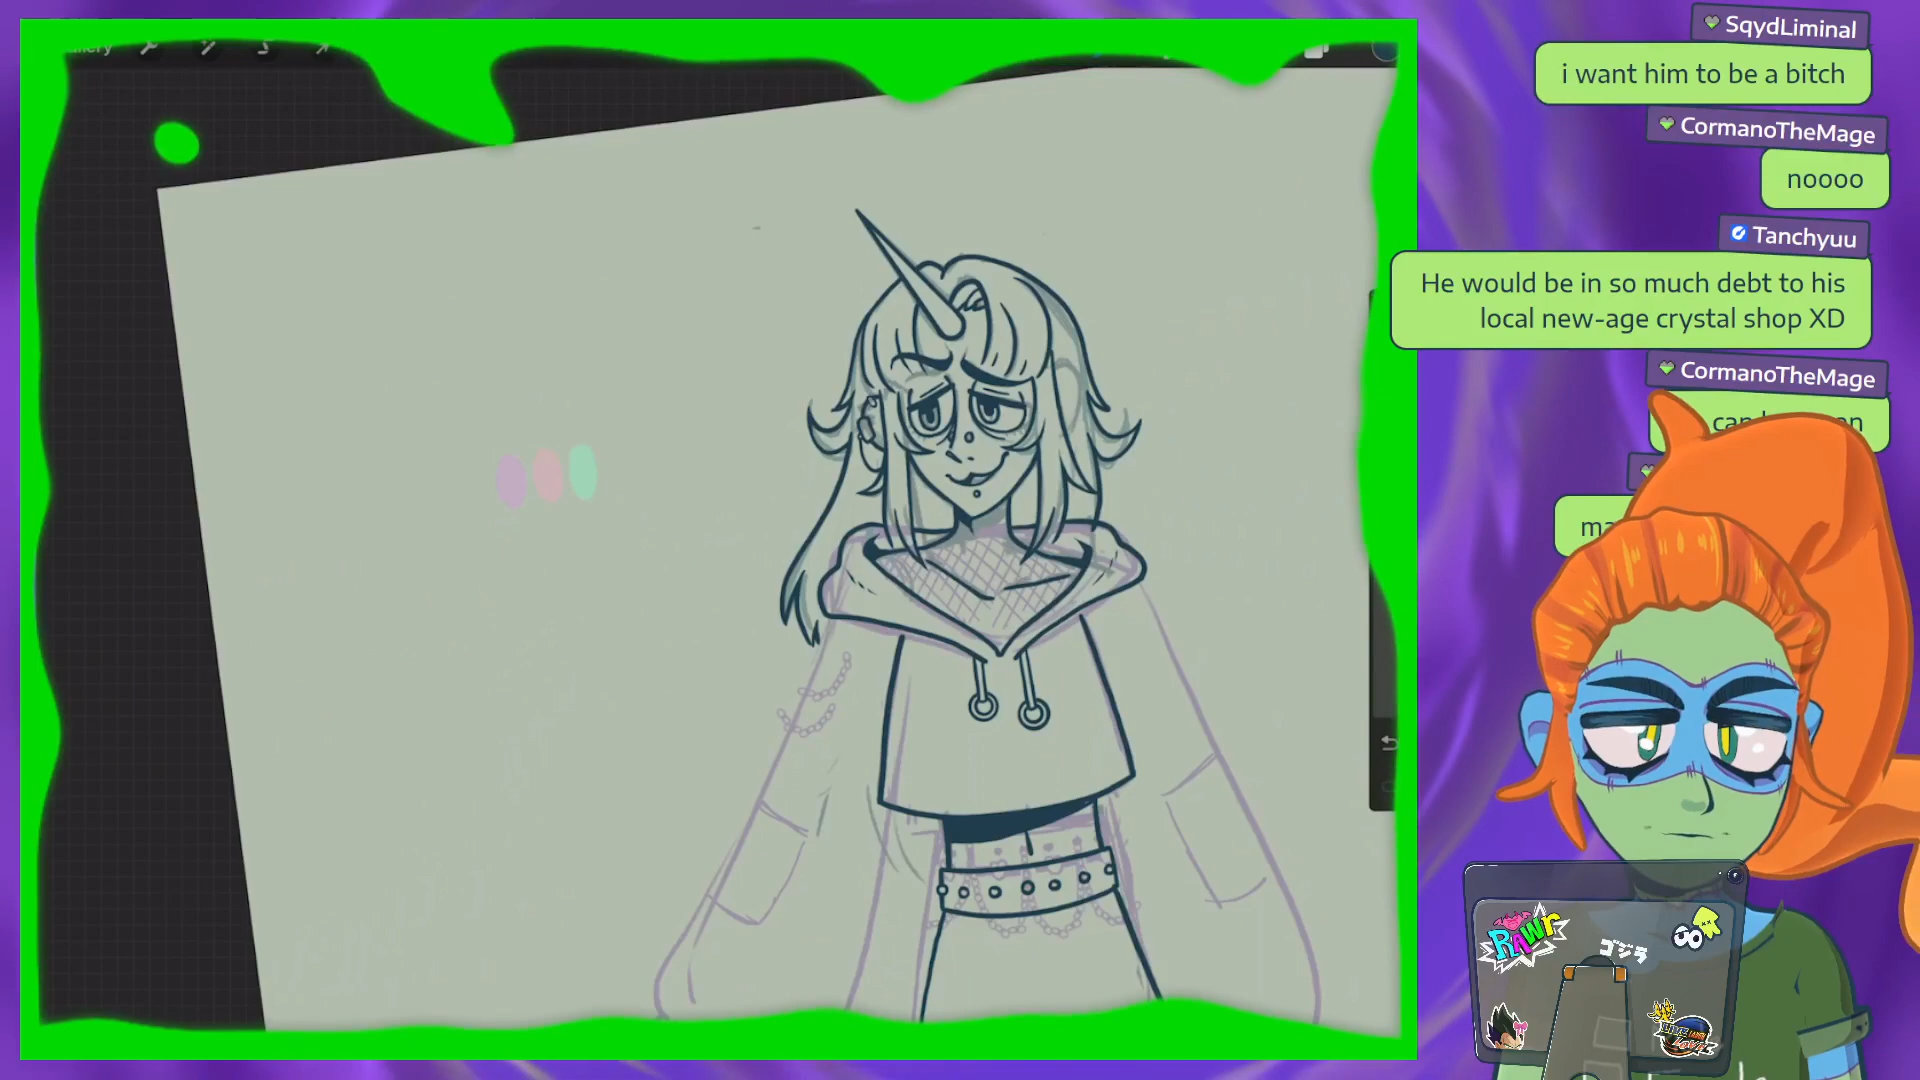 SqydLiminal
i want him to be a bitch
CormanoTheMage
noooo
Tanchyuu
He would be in so much debt to his
local new-age crystal shop XD
CormanoTheMage
RAWr
ゴジラ